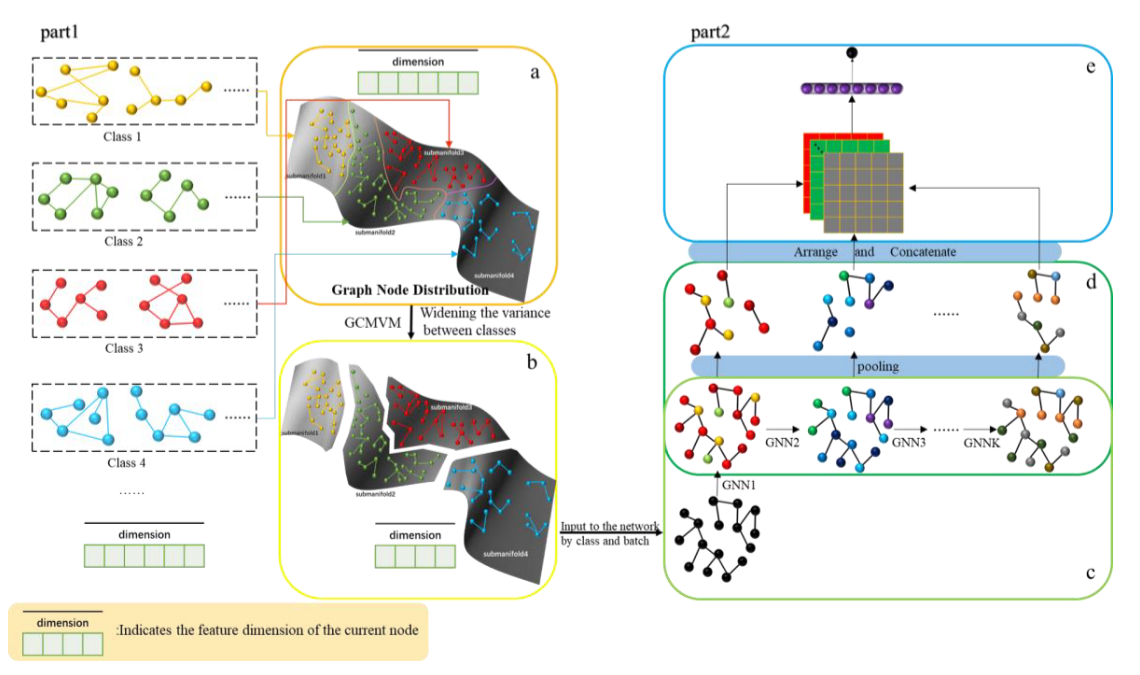 part1
Class 1
Class 2
Class 3
Class 4
......
......
......
......
......
dimension
dimension
:Indicates the feature dimension of the current node
a
dimension
submanifold1
submanifold2
submanifold3
submanifold4
Graph Node Distribution
GCMVM
Widening the variance
between classes
b
submanifold1
submanifold2
submanifold3
submanifold4
dimension
Input to the network
by class and batch
part2
e
Arrange and Concatenate
d
......
pooling
GNN2
GNN3
......
GNNK
GNN1
c